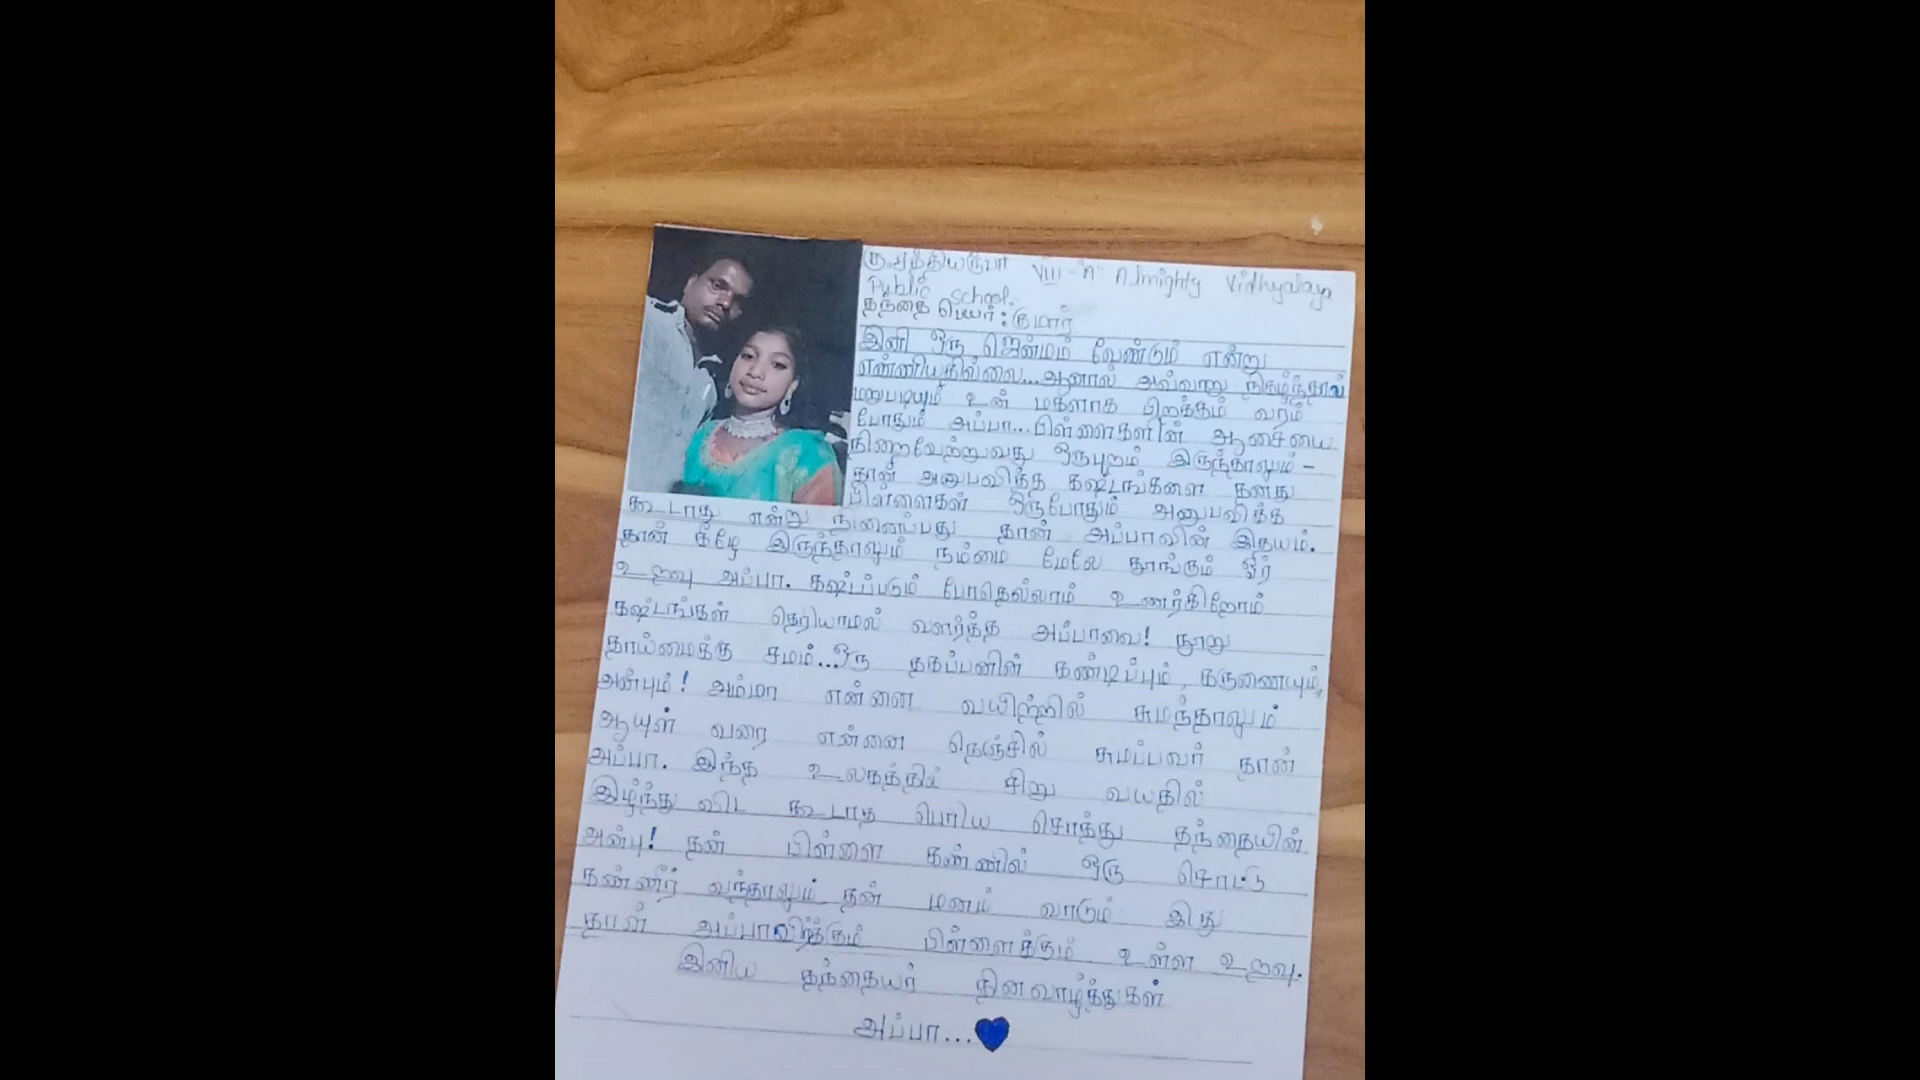 கு.சத்தியரூபா VIII - "A" Almighty Vidhyalaya
Public School.
தந்தை பெயர் : குமார்
இனி ஒரு ஜென்மம் வேண்டும் என்று
எண்ணியதில்லை...ஆனால் அவ்வாறு நிகழ்ந்தால்
மறுபடியும் உன் மகளாக பிறக்கும் வரம்
போதும் அப்பா...பிள்ளைகளின் ஆசையை
நிறைவேற்றுவது ஒருபுறம் இருந்தாலும் -
தான் அனுபவித்த கஷ்டங்களை தனது
பிள்ளைகள் ஒருபோதும் அனுபவிக்க
கூடாது என்று நினைப்பது தான் அப்பாவின் இதயம்.
தான் கீழே இருந்தாலும் நம்மை மேலே தூங்கும் ஓர்
உறவு அப்பா. கஷ்டப்படும் போதெல்லாம் உணர்கிறோம்
கஷ்டங்கள் தெரியாமல் வளர்த்த அப்பாவை! நூறு
தாய்மைக்கு சமம்...ஒரு தகப்பனின் கண்டிப்பும், கருணையும்,
அன்பும்! அம்மா என்னை வயிற்றில் சுமந்தாலும்
ஆயுள் வரை என்னை நெஞ்சில் சுமப்பவர் தான்
அப்பா. இந்த உலகத்தில் சிறு வயதில்
இழ்ந்து விட கூடாத பெரிய சொத்து தந்தையின்
அன்பு! தன் பிள்ளை கண்ணில் ஒரு சொட்டு
கண்ணீர் வந்தாலும் தன் மனம் வாடும் இது
தான் அப்பாவிற்க்கும் பிள்ளைக்கும் உள்ள உறவு.
இனிய தந்தையர் தின வாழ்த்துகள்
அப்பா...